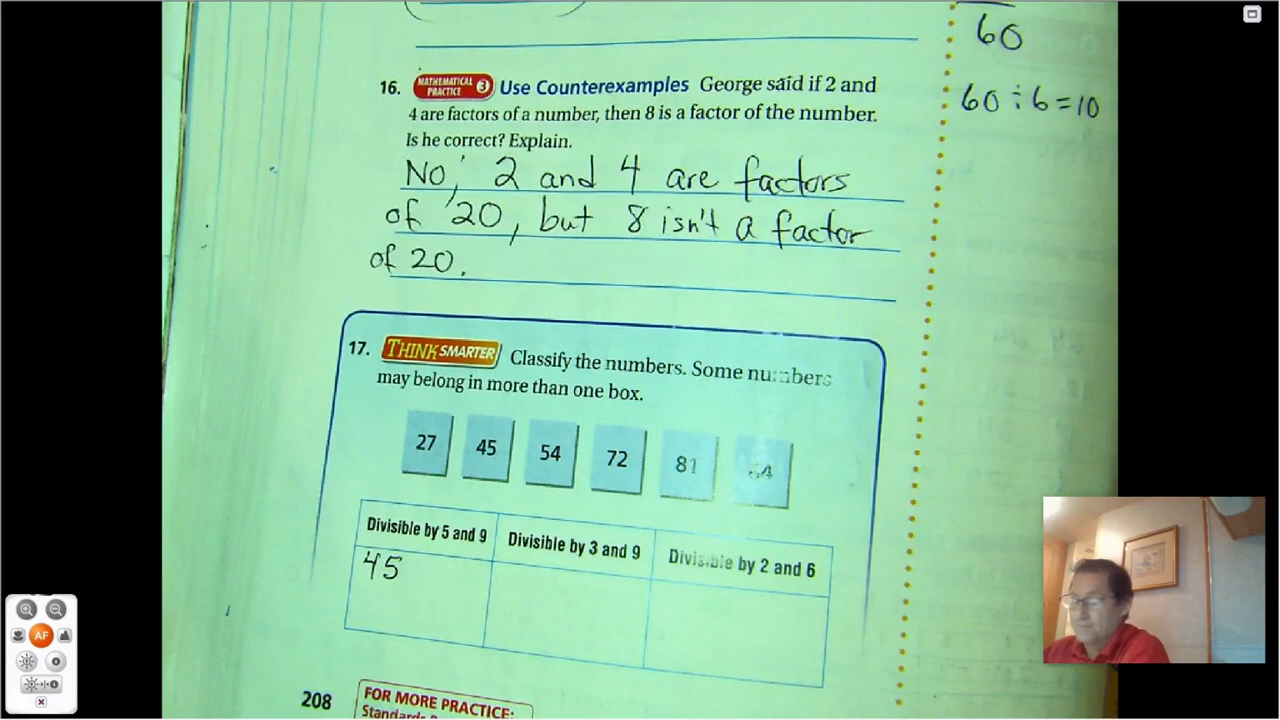 60
60 ÷ 6 = 10
16. MATHEMATICAL PRACTICE 3 Use Counterexamples George said if 2 and
4 are factors of a number, then 8 is a factor of the number.
Is he correct? Explain.
No, 2 and 4 are factors
of 20, but 8 isn't a factor
of 20.
17. THINK SMARTER Classify the numbers. Some numbers
may belong in more than one box.
27 45 54 72 81
Divisible by 5 and 9 Divisible by 3 and 9 Divisible by 2 and 6
45
208 FOR MORE PRACTICE:
AF